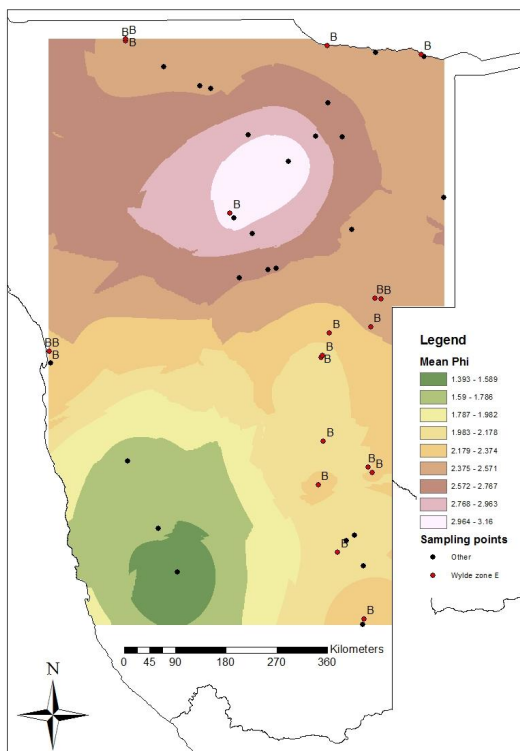 B B
B
B
B
B
BB
B
B
BB
B
B
B
B
B
B
B
B
B
B
Legend
Mean Phi
1.393 - 1.589
1.59 - 1.786
1.787 - 1.982
1.983 - 2.178
2.179 - 2.374
2.375 - 2.571
2.572 - 2.767
2.768 - 2.963
2.964 - 3.16
Sampling points
Other
Wylde zone E
Kilometers
0 45 90 180 270 360
N